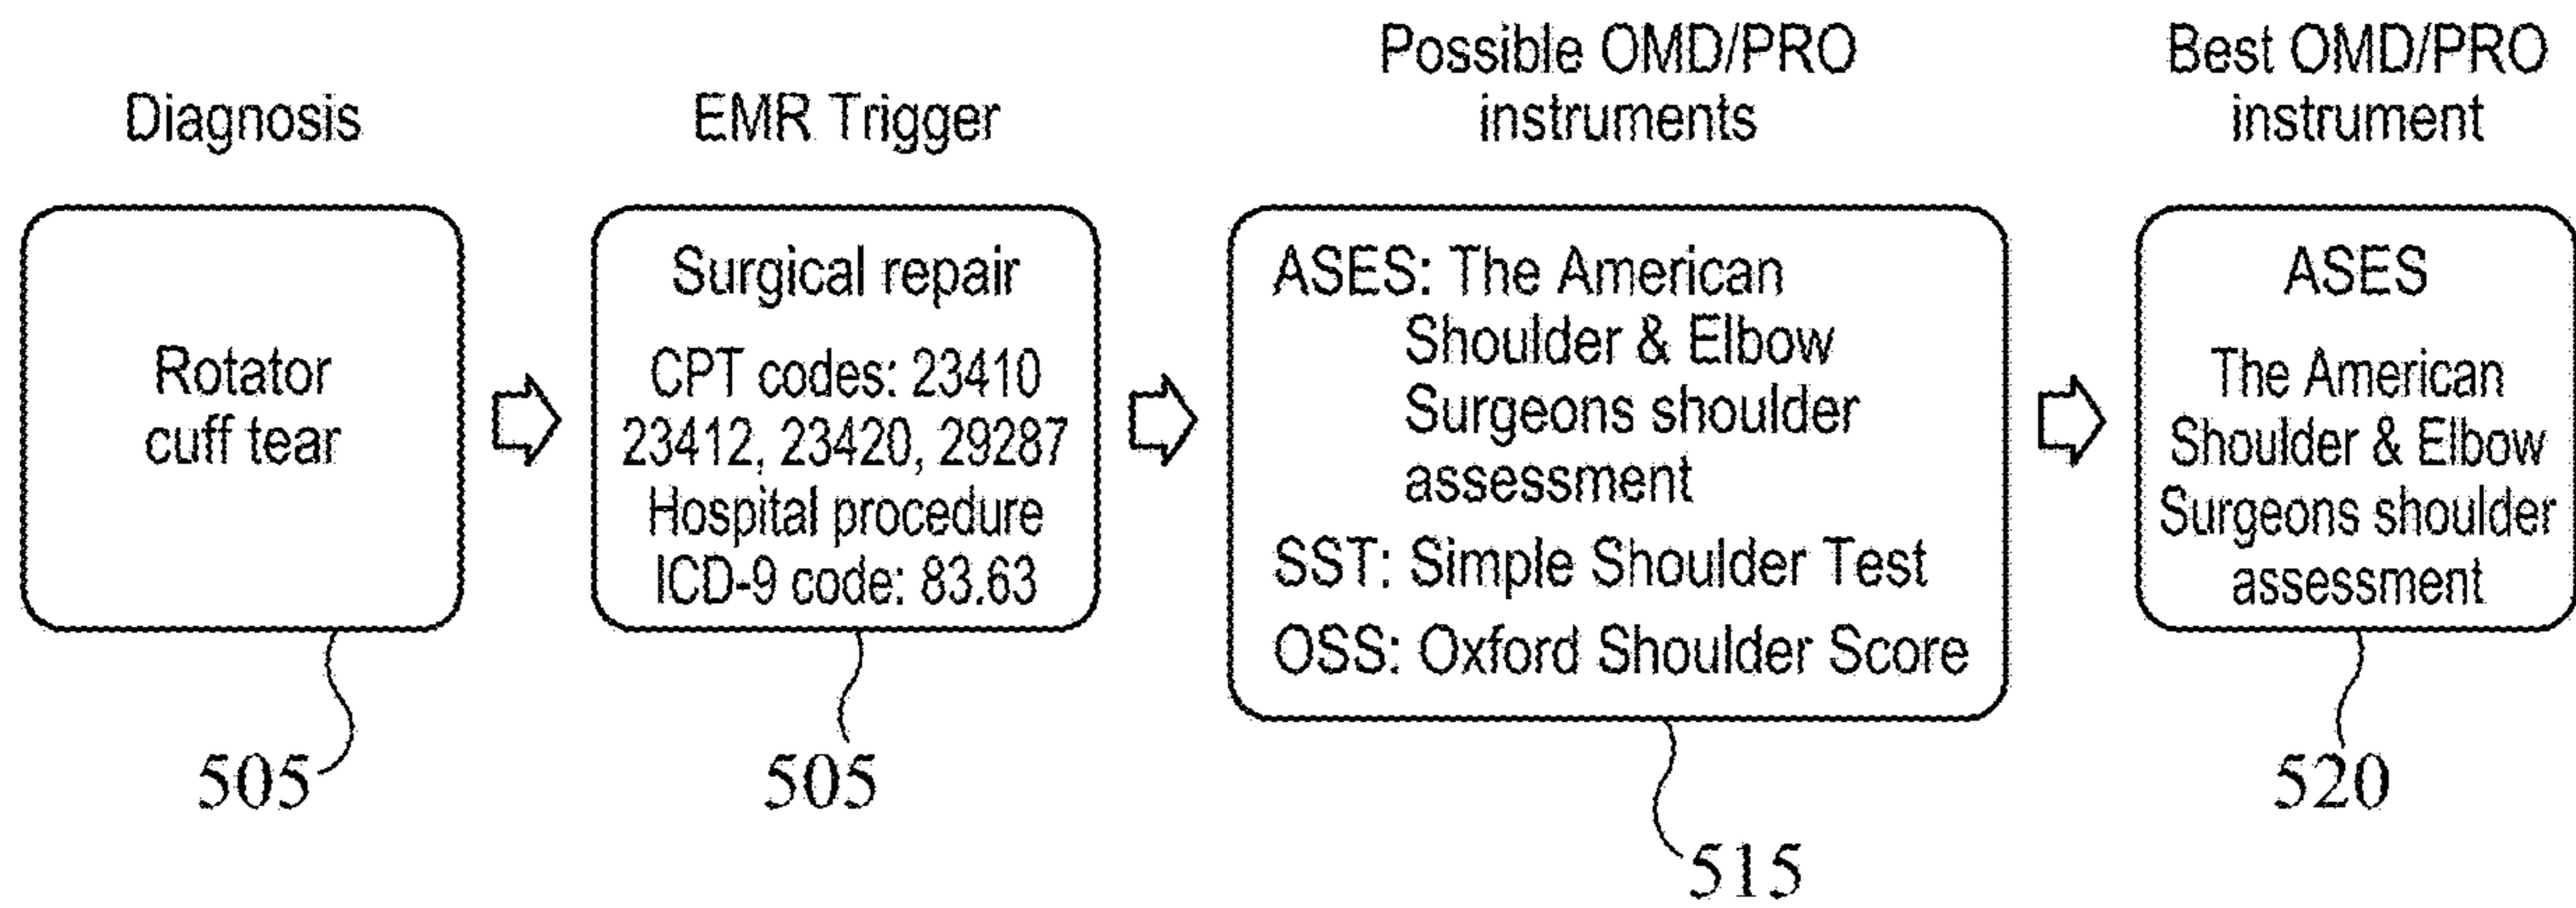 Diagnosis
Rotator
cuff tear
505
EMR Trigger
Surgical repair
CPT codes: 23410
23412, 23420, 29287
Hospital procedure
ICD-9 code: 83.63
505
Possible OMD/PRO
instruments
ASES: The American
Shoulder & Elbow
Surgeons shoulder
assessment
SST: Simple Shoulder Test
OSS: Oxford Shoulder Score
515
Best OMD/PRO
instrument
ASES
The American
Shoulder & Elbow
Surgeons shoulder
assessment
520